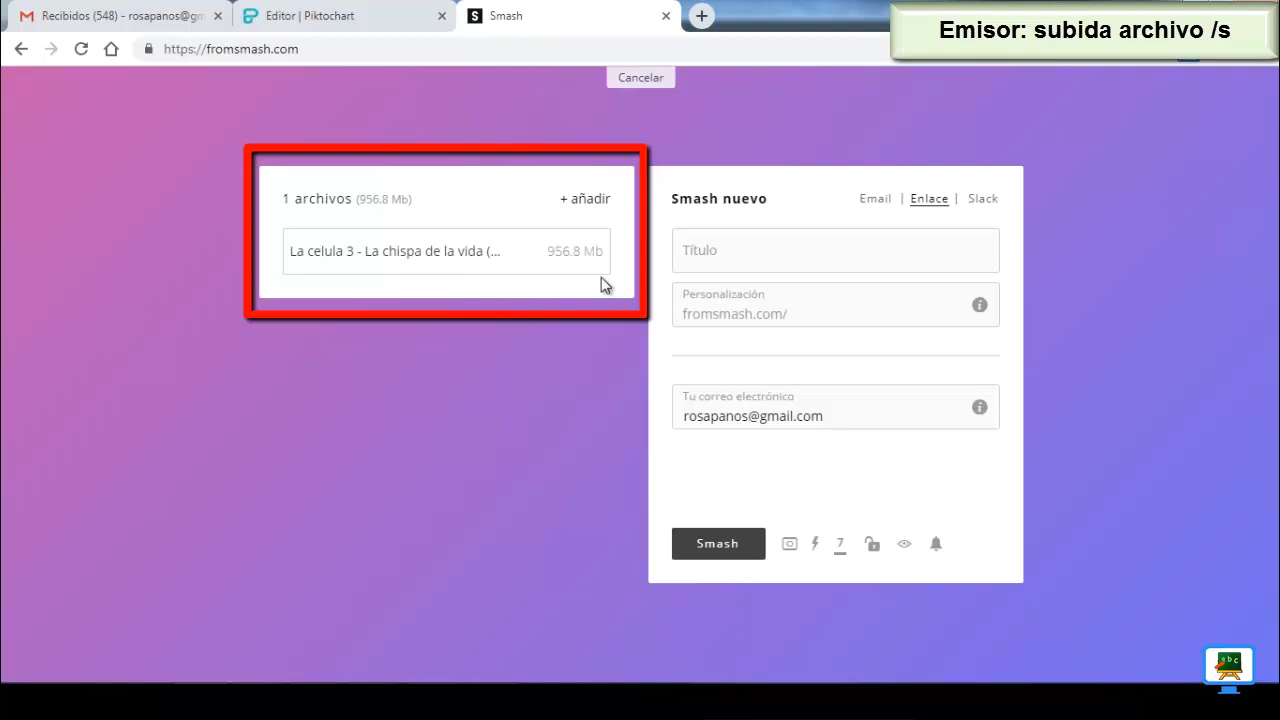 Recibidos (548) - rosapanos@gm
Editor | Piktochart
Smash
Emisor: subida archivo /s
https://fromsmash.com
Cancelar
1 archivos (956.8 Mb)
+ añadir
La celula 3 - La chispa de la vida (...
956.8 Mb
Smash nuevo
Email | Enlace | Slack
Título
Personalización
fromsmash.com/
Tu correo electrónico
rosapanos@gmail.com
Smash
7
abc